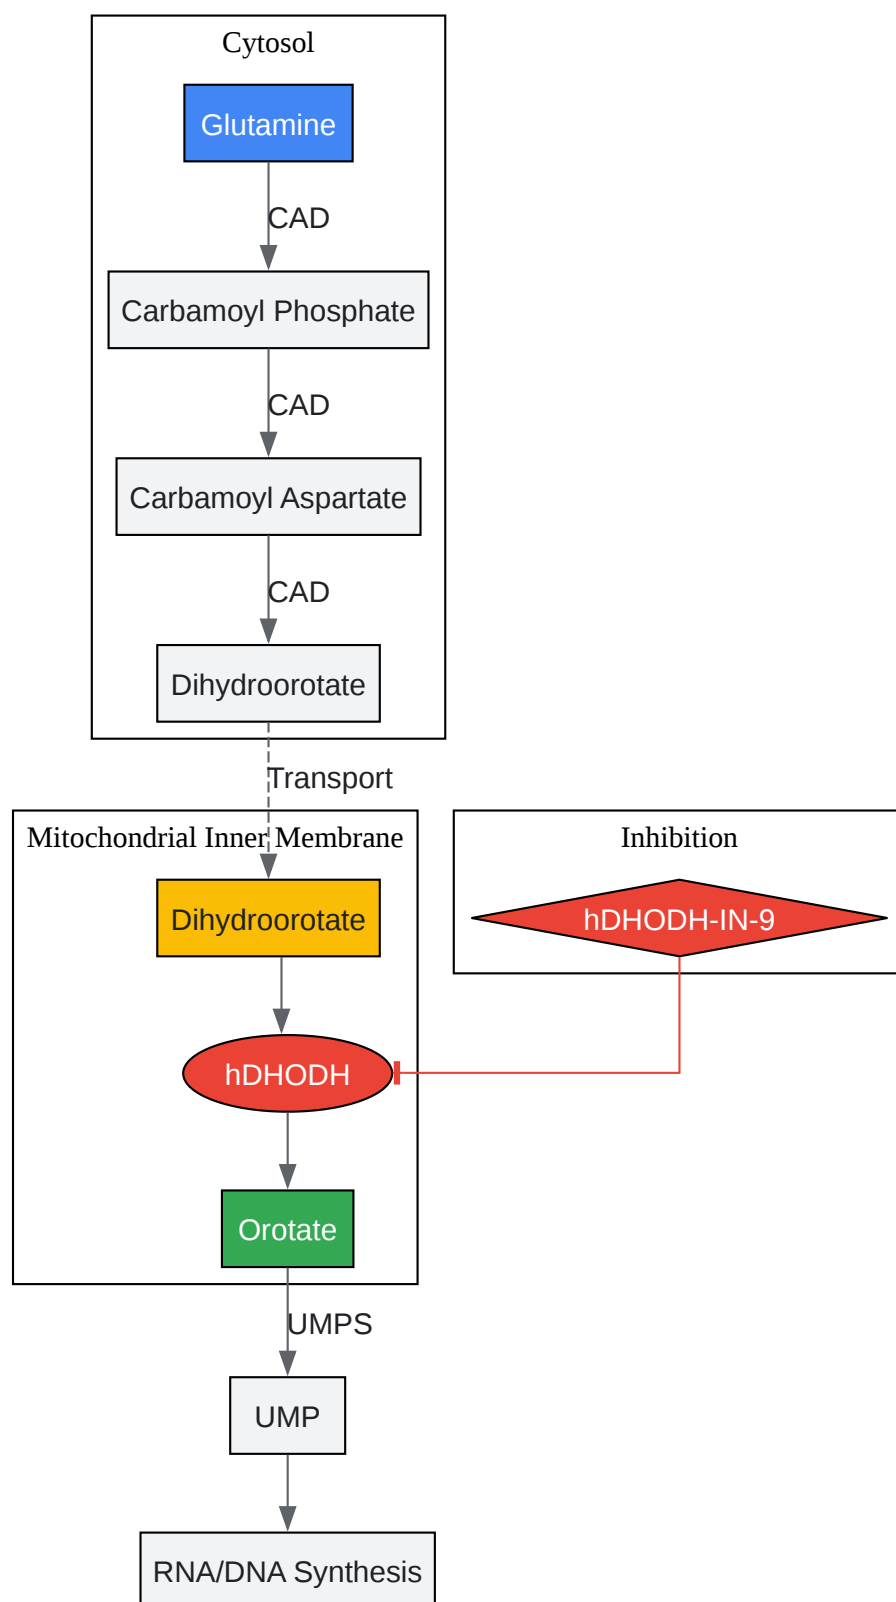 Cytosol
Glutamine
CAD
Carbamoyl Phosphate
CAD
Carbamoyl Aspartate
CAD
Dihydroorotate
Transport
Mitochondrial Inner Membrane
Inhibition
Dihydroorotate
hDHODH-IN-9
hDHODH
Orotate
UMPS
UMP
RNA/DNA Synthesis